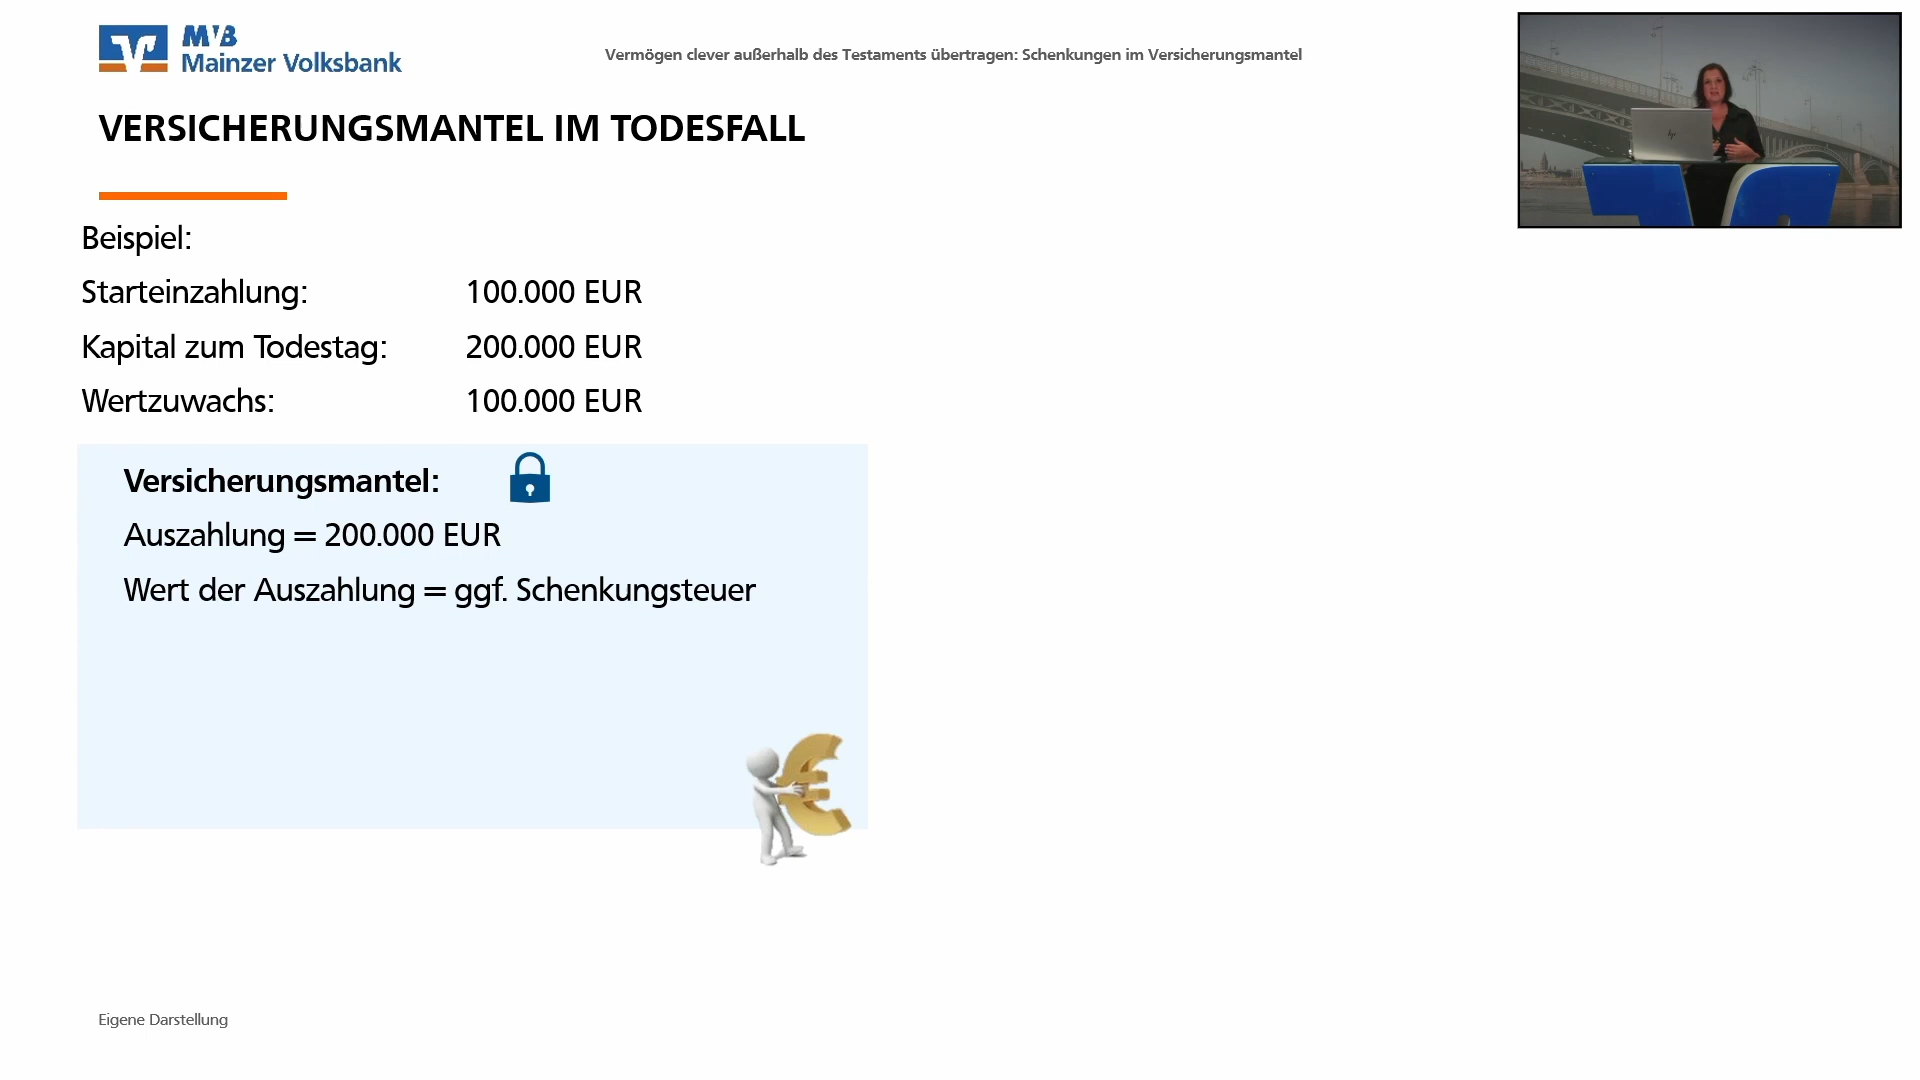 MVB
Mainzer Volksbank
Vermögen clever außerhalb des Testaments übertragen: Schenkungen im Versicherungsmantel
VERSICHERUNGSMANTEL IM TODESFALL
Beispiel:
Starteinzahlung: 100.000 EUR
Kapital zum Todestag: 200.000 EUR
Wertzuwachs: 100.000 EUR
Versicherungsmantel:
Auszahlung = 200.000 EUR
Wert der Auszahlung = ggf. Schenkungsteuer
Eigene Darstellung